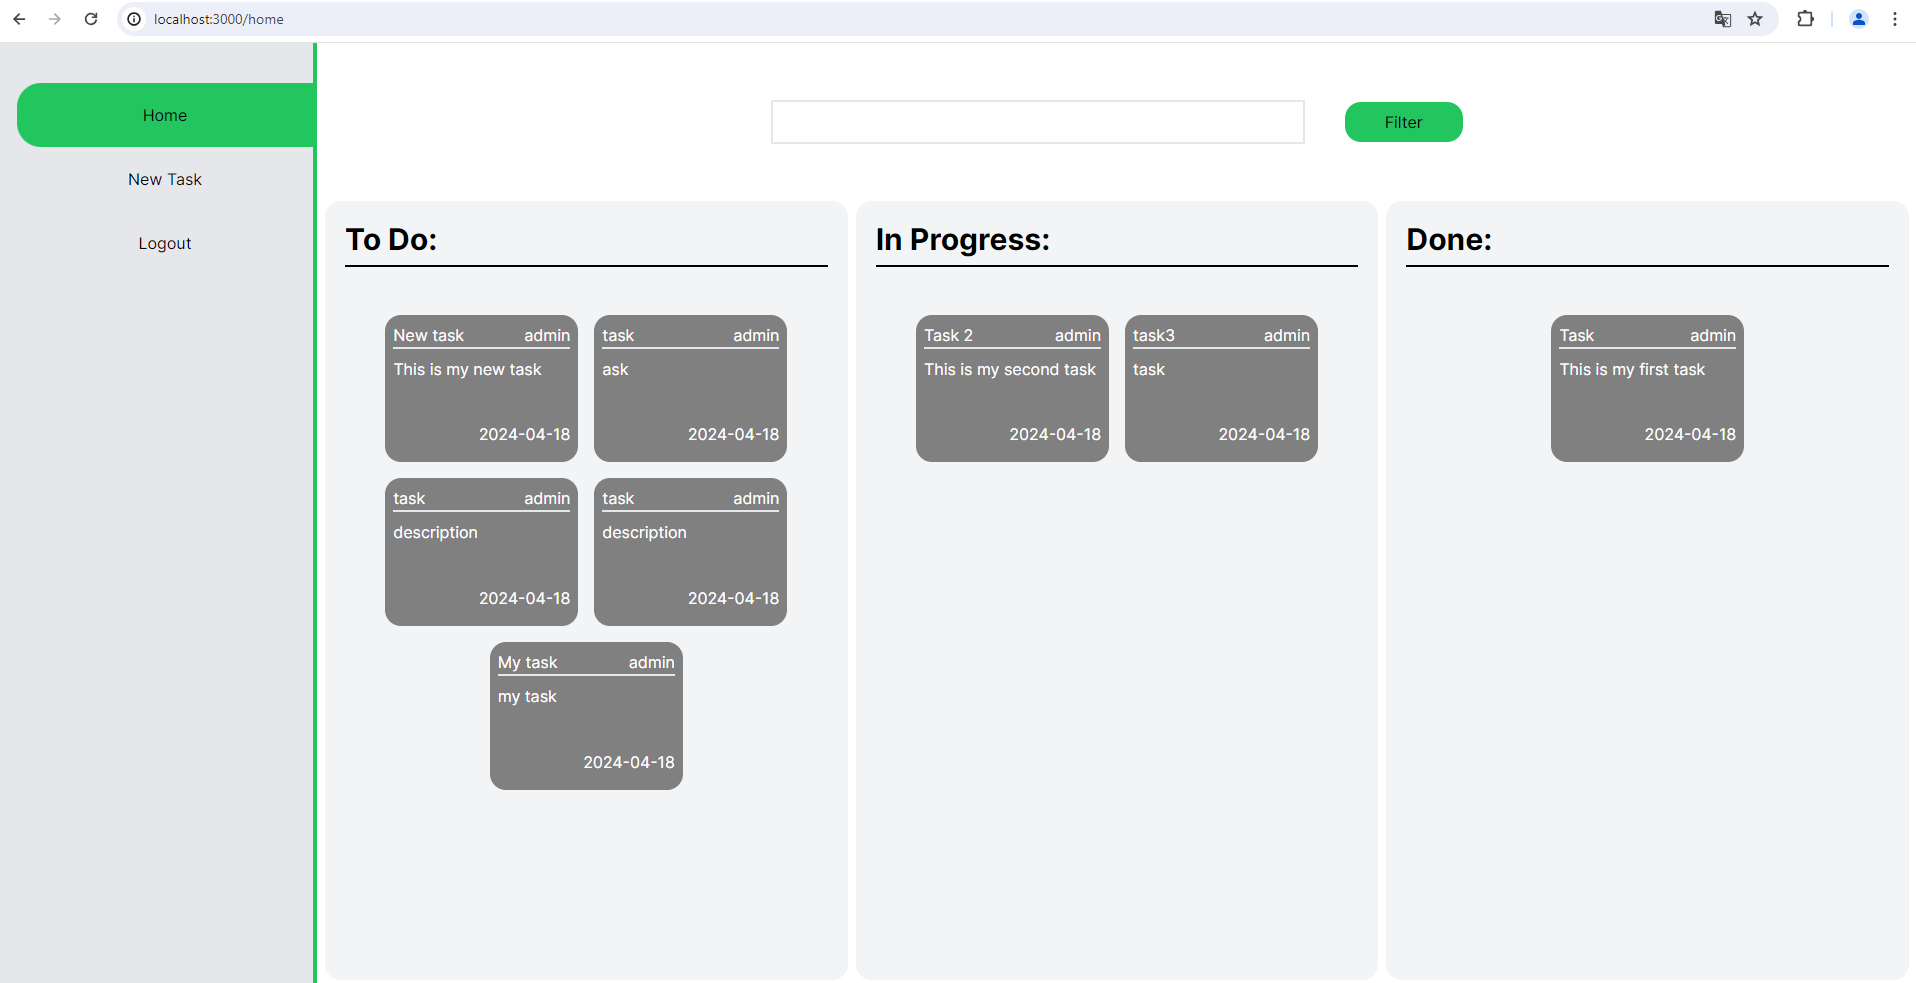 localhost:3000/home
Home
New Task
Logout
Filter
To Do:
New task admin
This is my new task
2024-04-18
task admin
ask
2024-04-18
task admin
description
2024-04-18
task admin
description
2024-04-18
My task admin
my task
2024-04-18
In Progress:
Task 2 admin
This is my second task
2024-04-18
task3 admin
task
2024-04-18
Done:
Task admin
This is my first task
2024-04-18